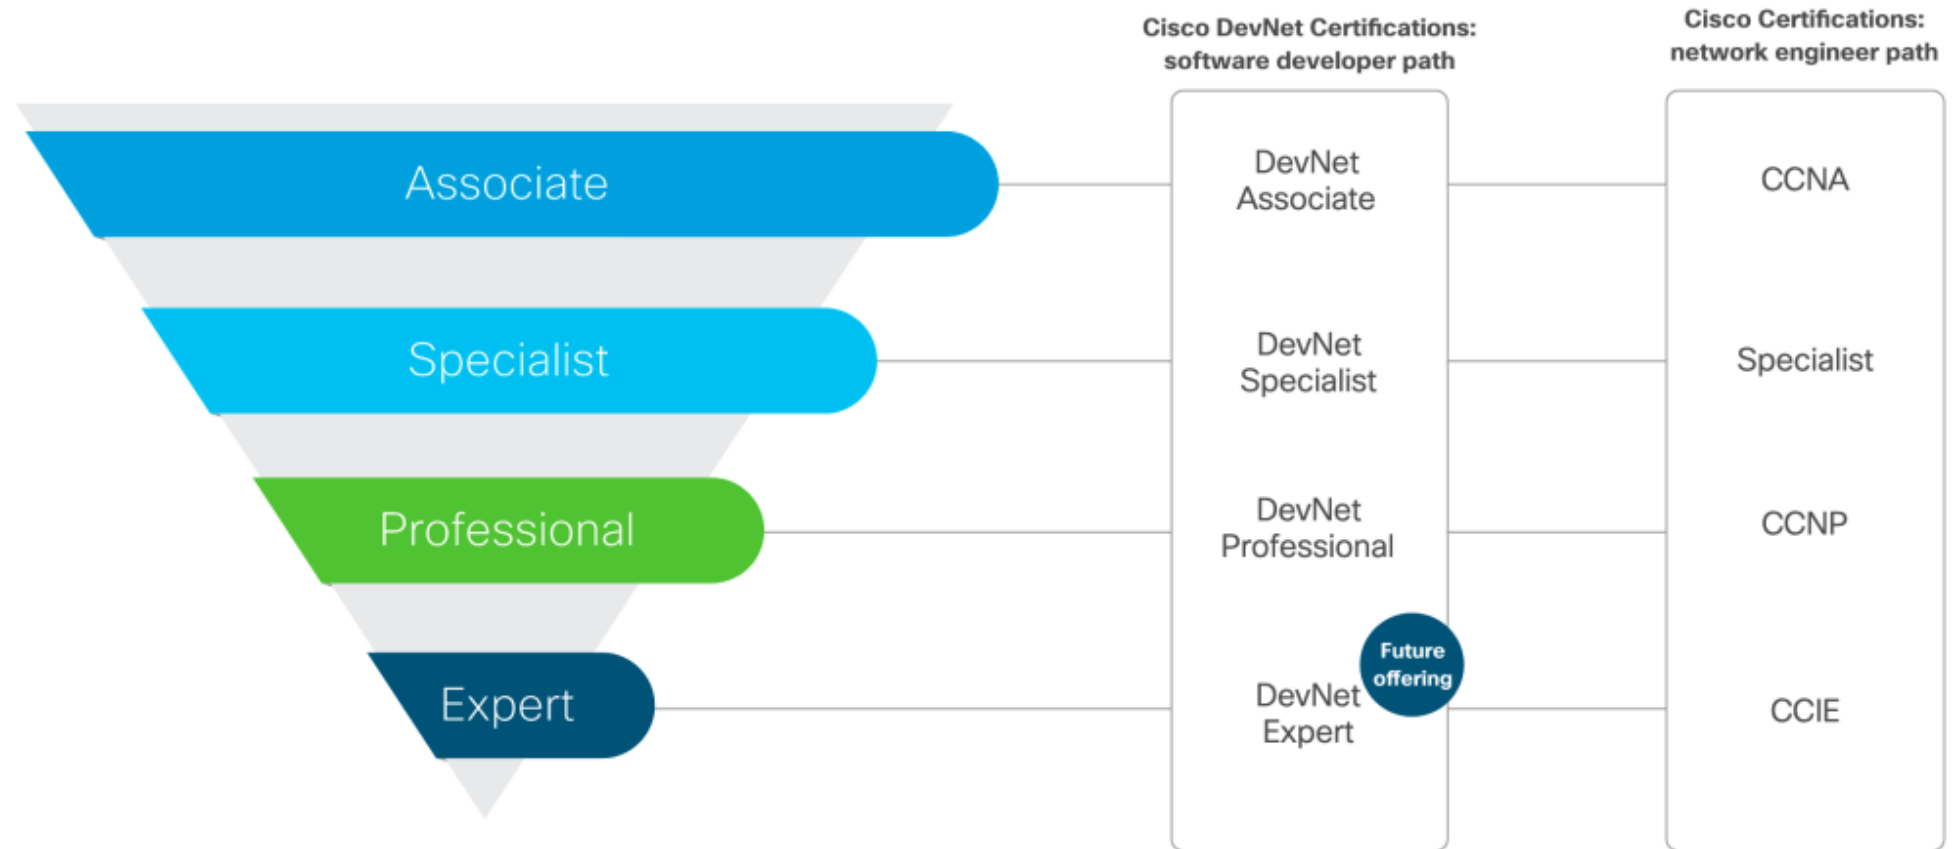 Cisco DevNet Certifications:
software developer path
Cisco Certifications:
network engineer path
Associate
DevNet
Associate
CCNA
Specialist
DevNet
Specialist
Specialist
Professional
DevNet
Professional
CCNP
Expert
DevNet
Expert
Future
offering
CCIE